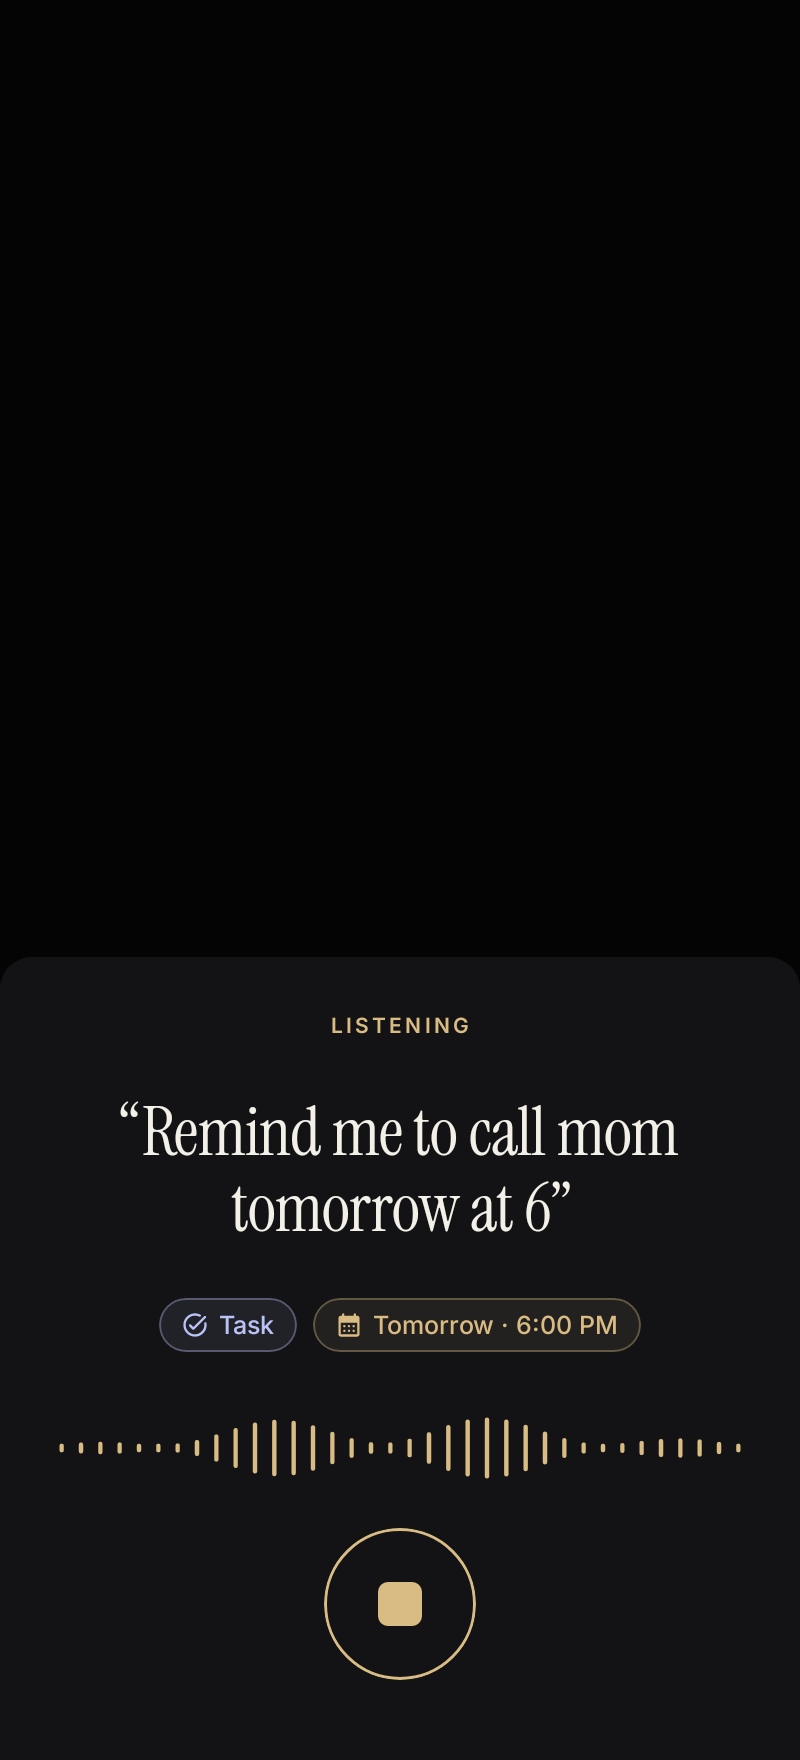 LISTENING
“Remind me to call mom
tomorrow at 6”
Task
Tomorrow · 6:00 PM